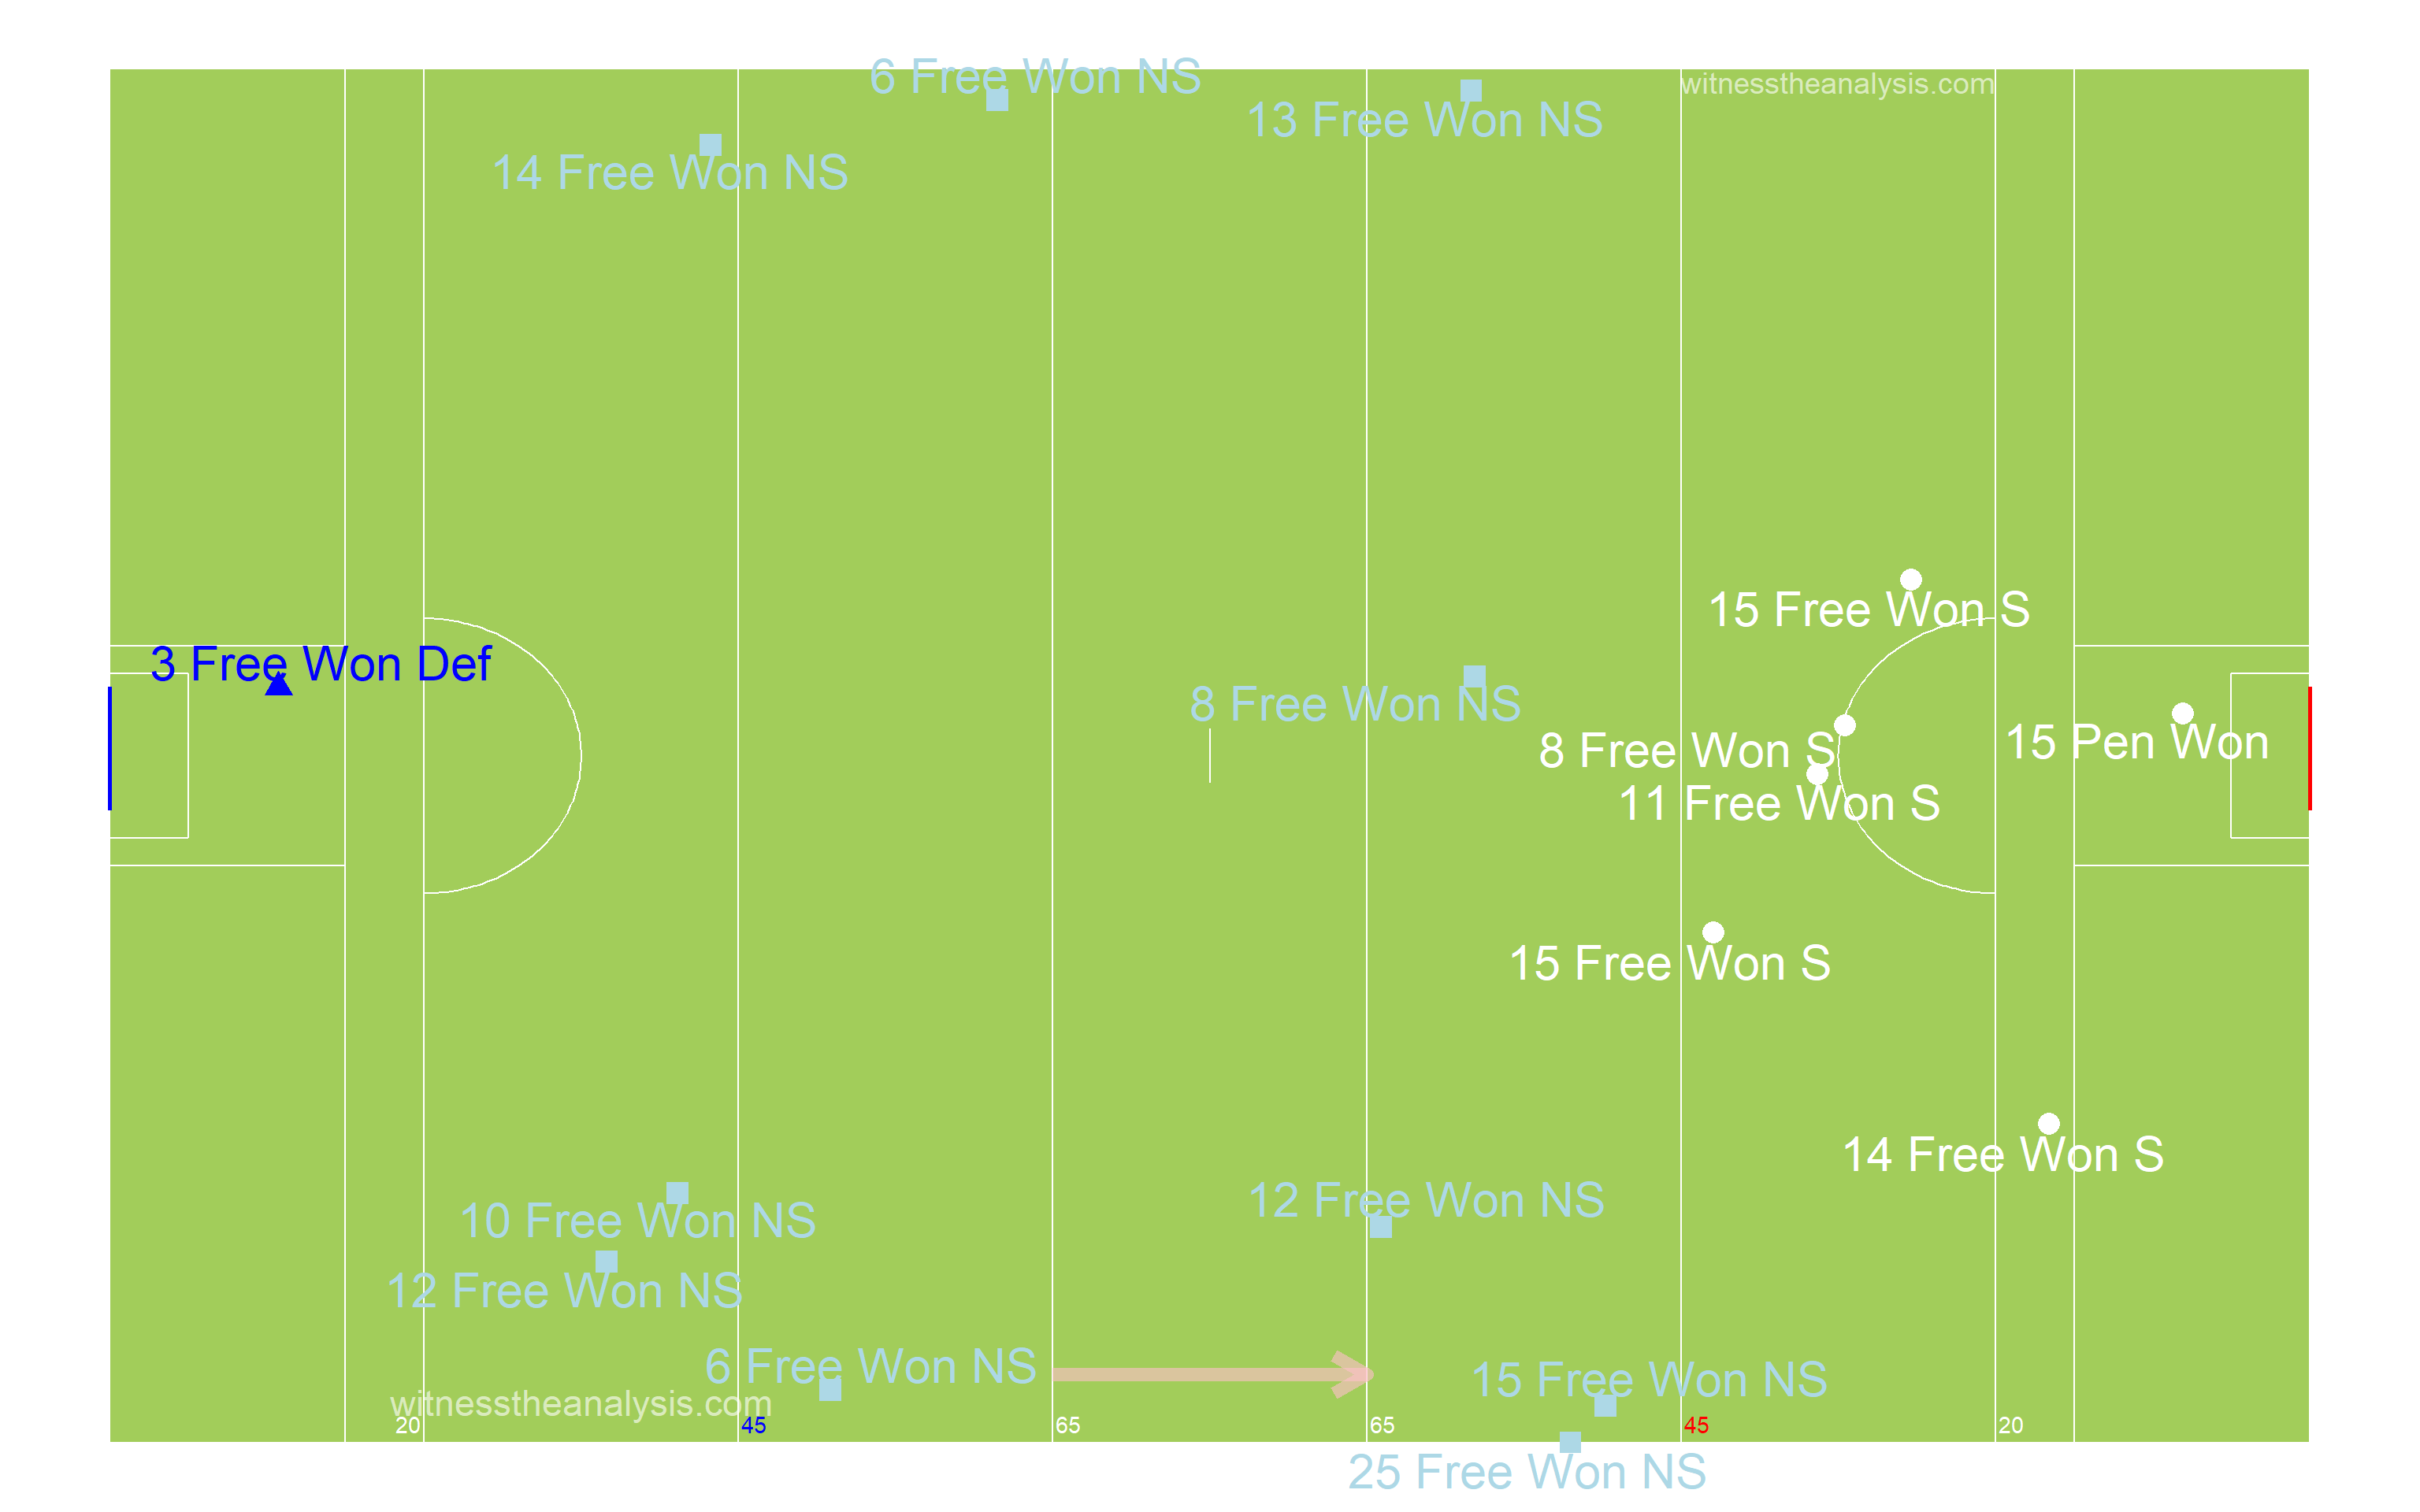 6 Free Won NS
witnesstheanalysis.com
13 Free Won NS
14 Free Won NS
15 Free Won S
3 Free Won Def
8 Free Won NS
15 Pen Won
8 Free Won S
11 Free Won S
15 Free Won S
14 Free Won S
12 Free Won NS
10 Free Won NS
12 Free Won NS
6 Free Won NS
15 Free Won NS
witnesstheanalysis.com
20
45
65
65
45
20
25 Free Won NS